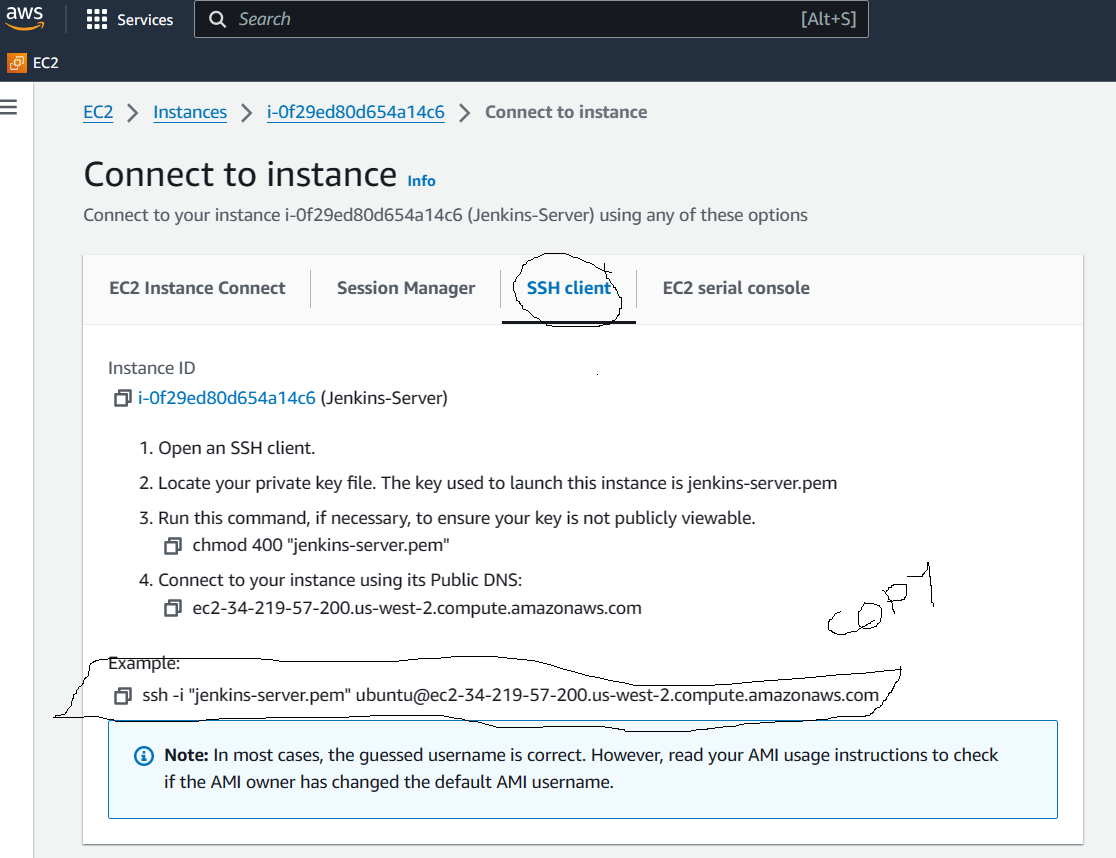 aws Services Search [Alt+S]
EC2
EC2 > Instances > i-0f29ed80d654a14c6 > Connect to instance
Connect to instance Info
Connect to your instance i-0f29ed80d654a14c6 (Jenkins-Server) using any of these options
EC2 Instance Connect Session Manager SSH client EC2 serial console
Instance ID
i-0f29ed80d654a14c6 (Jenkins-Server)
1. Open an SSH client.
2. Locate your private key file. The key used to launch this instance is jenkins-server.pem
3. Run this command, if necessary, to ensure your key is not publicly viewable.
chmod 400 "jenkins-server.pem"
4. Connect to your instance using its Public DNS:
ec2-34-219-57-200.us-west-2.compute.amazonaws.com
copy
Example:
ssh -i "jenkins-server.pem" ubuntu@ec2-34-219-57-200.us-west-2.compute.amazonaws.com
Note: In most cases, the guessed username is correct. However, read your AMI usage instructions to check
if the AMI owner has changed the default AMI username.